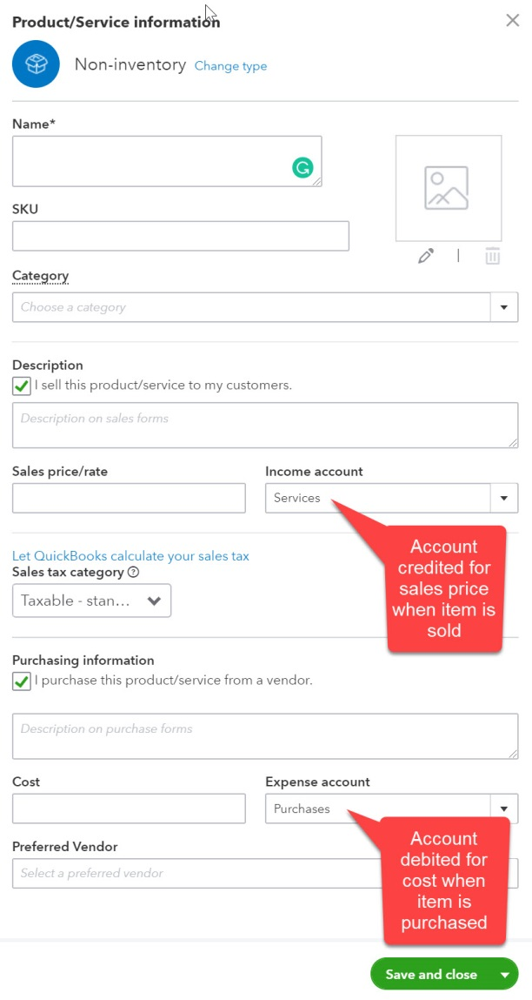 Product/Service information
Non-inventory Change type
Name*
SKU
Category
Choose a category
Description
I sell this product/service to my customers.
Description on sales forms
Sales price/rate
Income account
Services
Account
credited for
sales price
when item is
sold
Let QuickBooks calculate your sales tax
Sales tax category ?
Taxable - stan...
Purchasing information
I purchase this product/service from a vendor.
Description on purchase forms
Cost
Expense account
Purchases
Account
debited for
cost when
item is
purchased
Preferred Vendor
Select a preferred vendor
Save and close